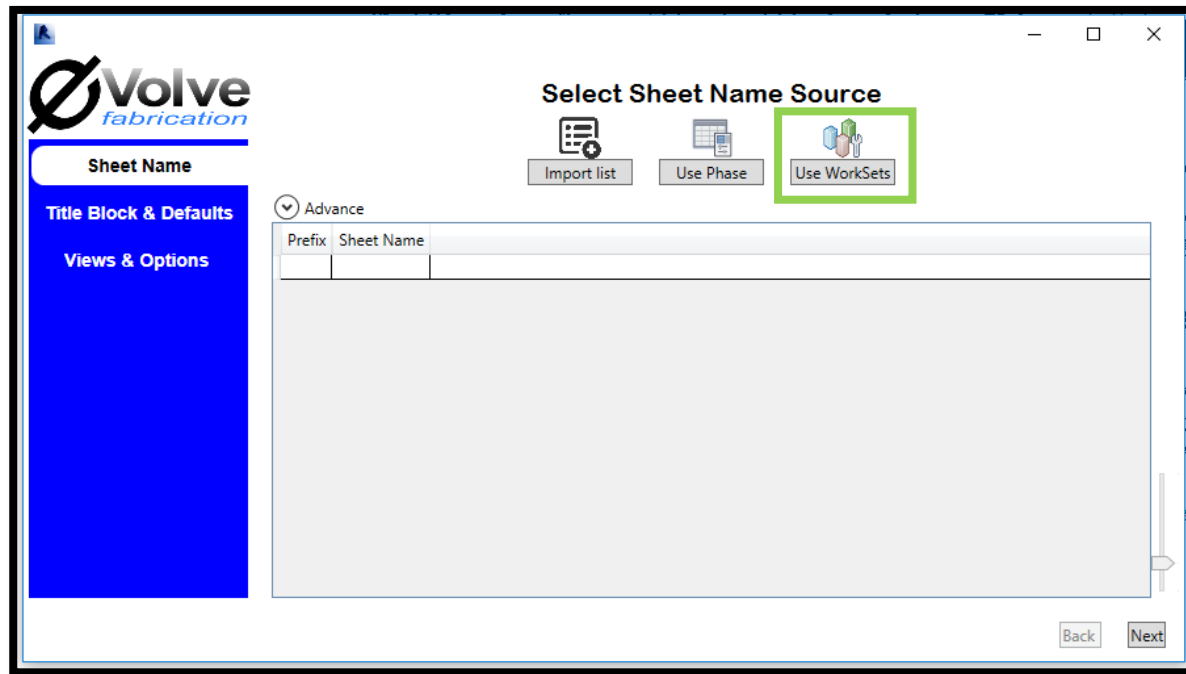 Volve
fabrication
Select Sheet Name Source
Import list
Use Phase
Use WorkSets
Sheet Name
Title Block & Defaults
Views & Options
Advance
Prefix Sheet Name
Back Next